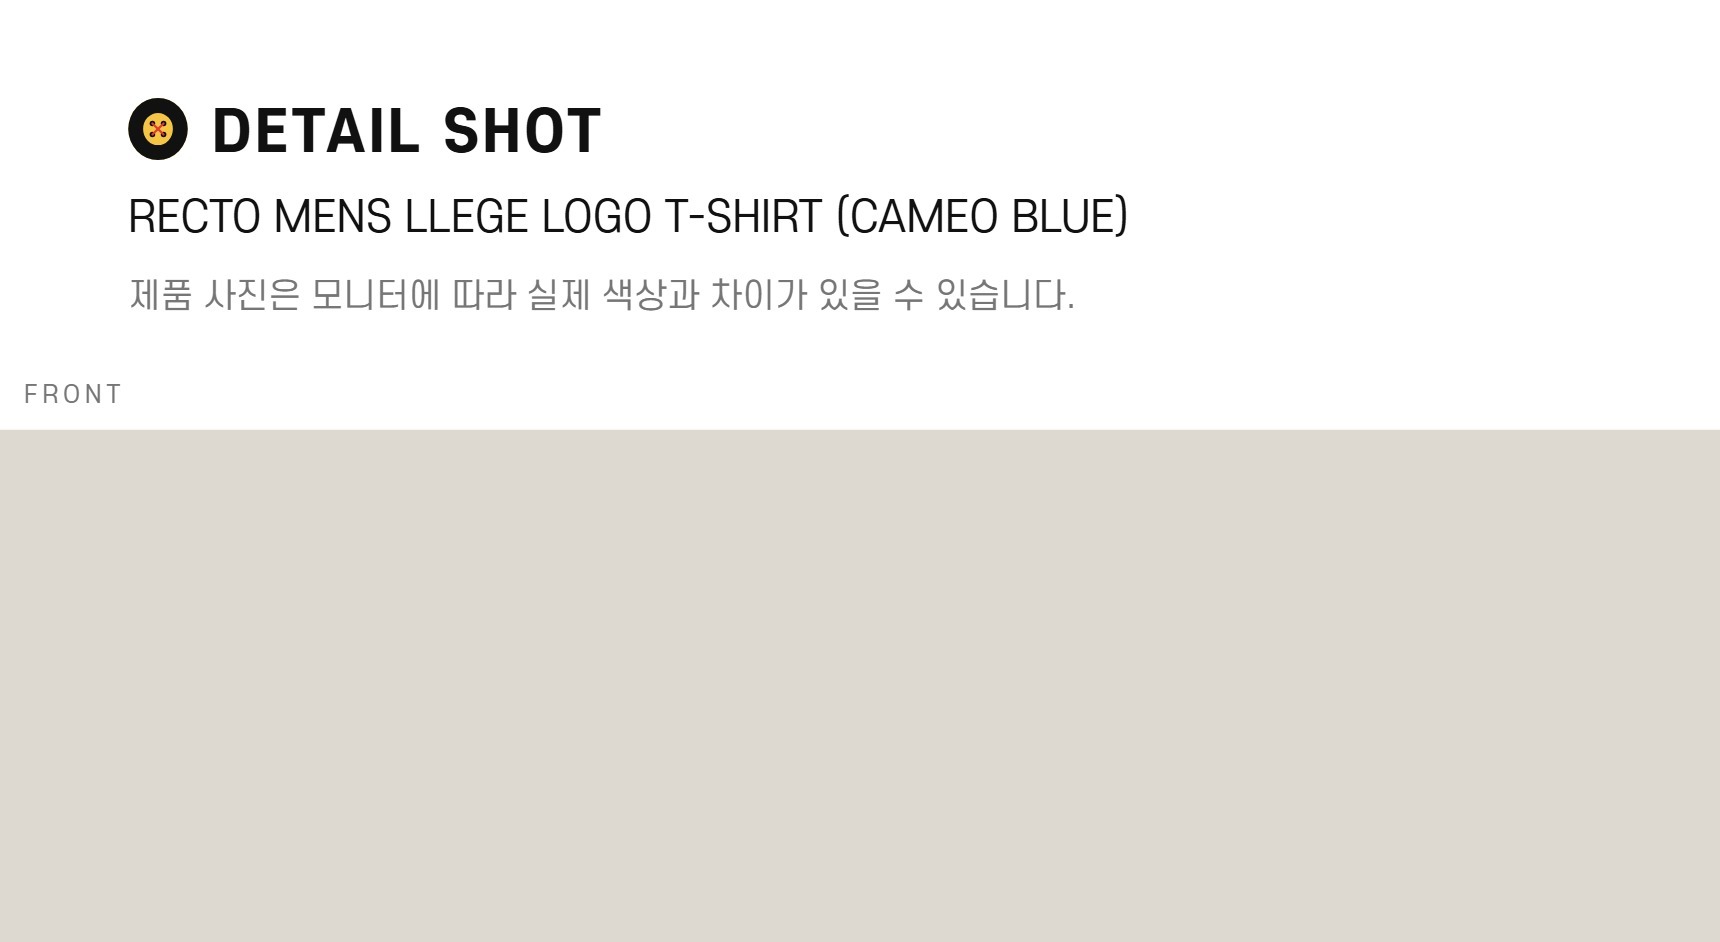 DETAIL SHOT
RECTO MENS LLEGE LOGO T-SHIRT (CAMEO BLUE)
제품 사진은 모니터에 따라 실제 색상과 차이가 있을 수 있습니다.
FRONT